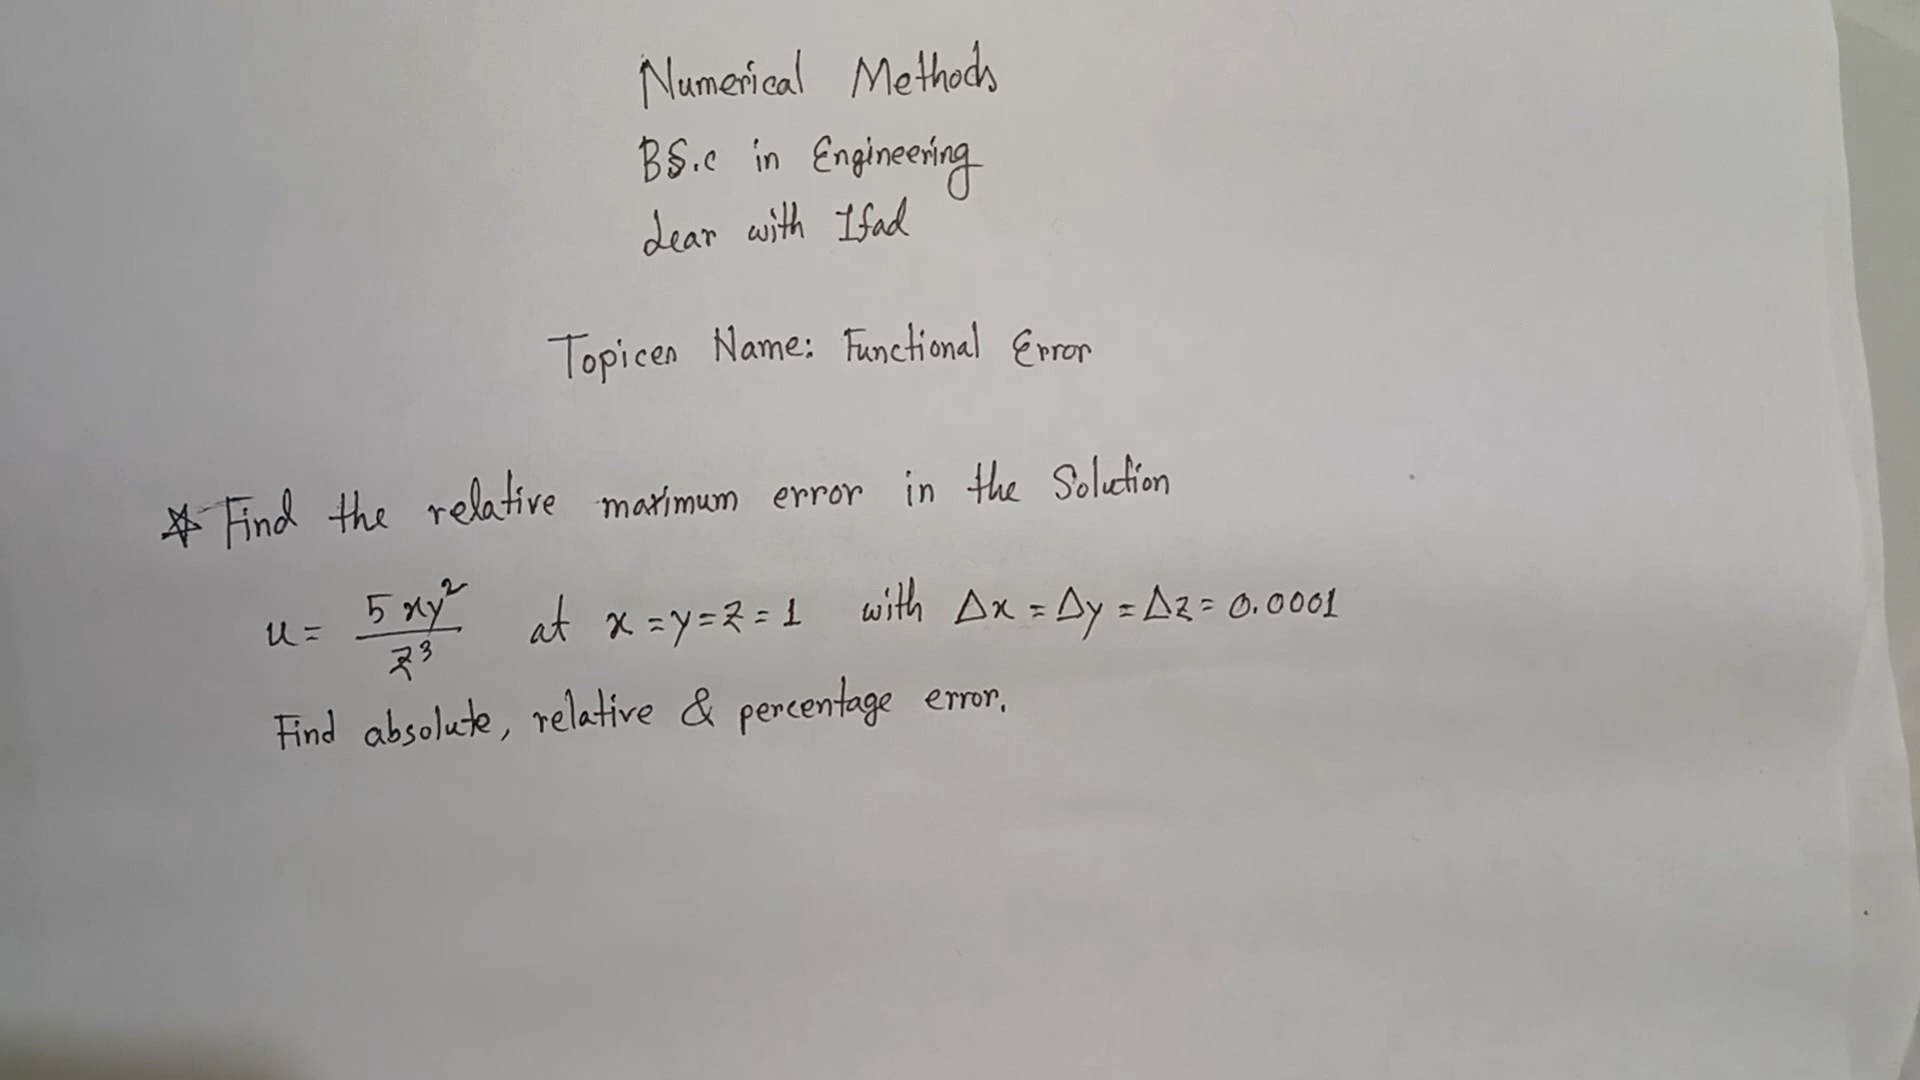 Numerical Methods
BS.c in Engineering
Lear with Ifad
Topices Name: Functional Error
☆ Find the relative maximum error in the Solution
u = 5xy²/z³ at x = y = z = 1 with Δx = Δy = Δz = 0.0001
Find absolute, relative & percentage error.